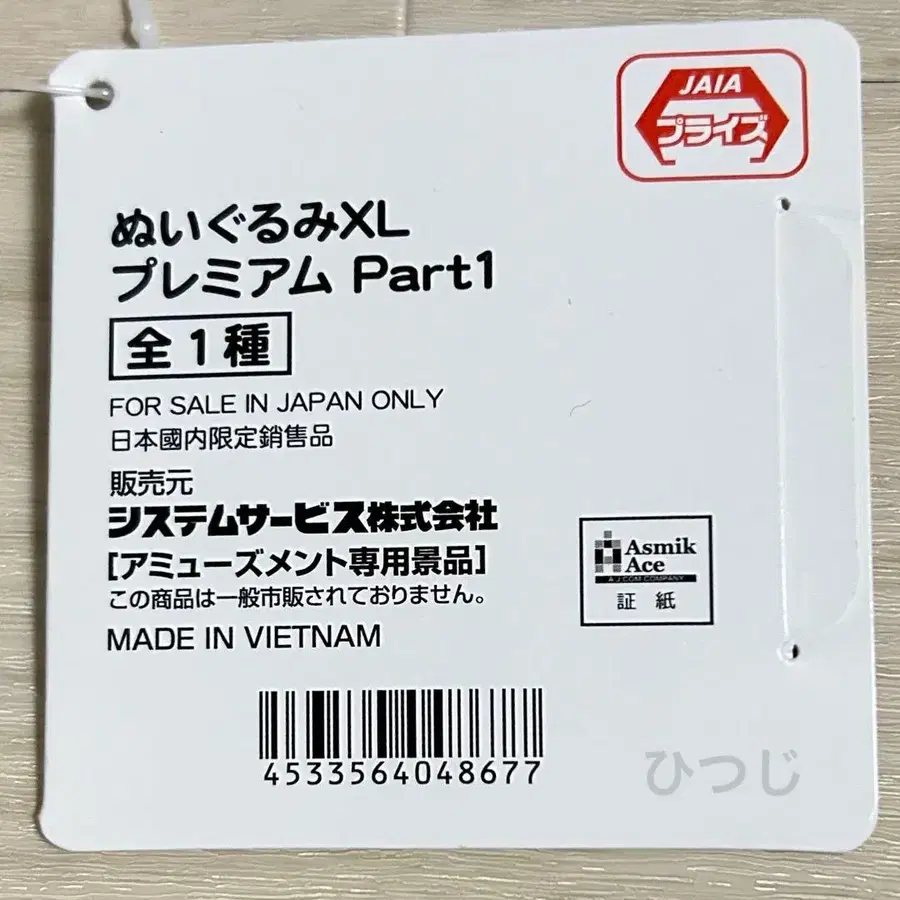 JAIA
プライズ
ぬいぐるみXL
プレミアム Part1
全1種
FOR SALE IN JAPAN ONLY
日本國内限定銷售品
販売元
システムサービス株式会社
[アミューズメント専用景品]
この商品は一般市販されておりません。
MADE IN VIETNAM
Asmik
Ace
A J:COM COMPANY
証紙
4533564048677
ひつじ